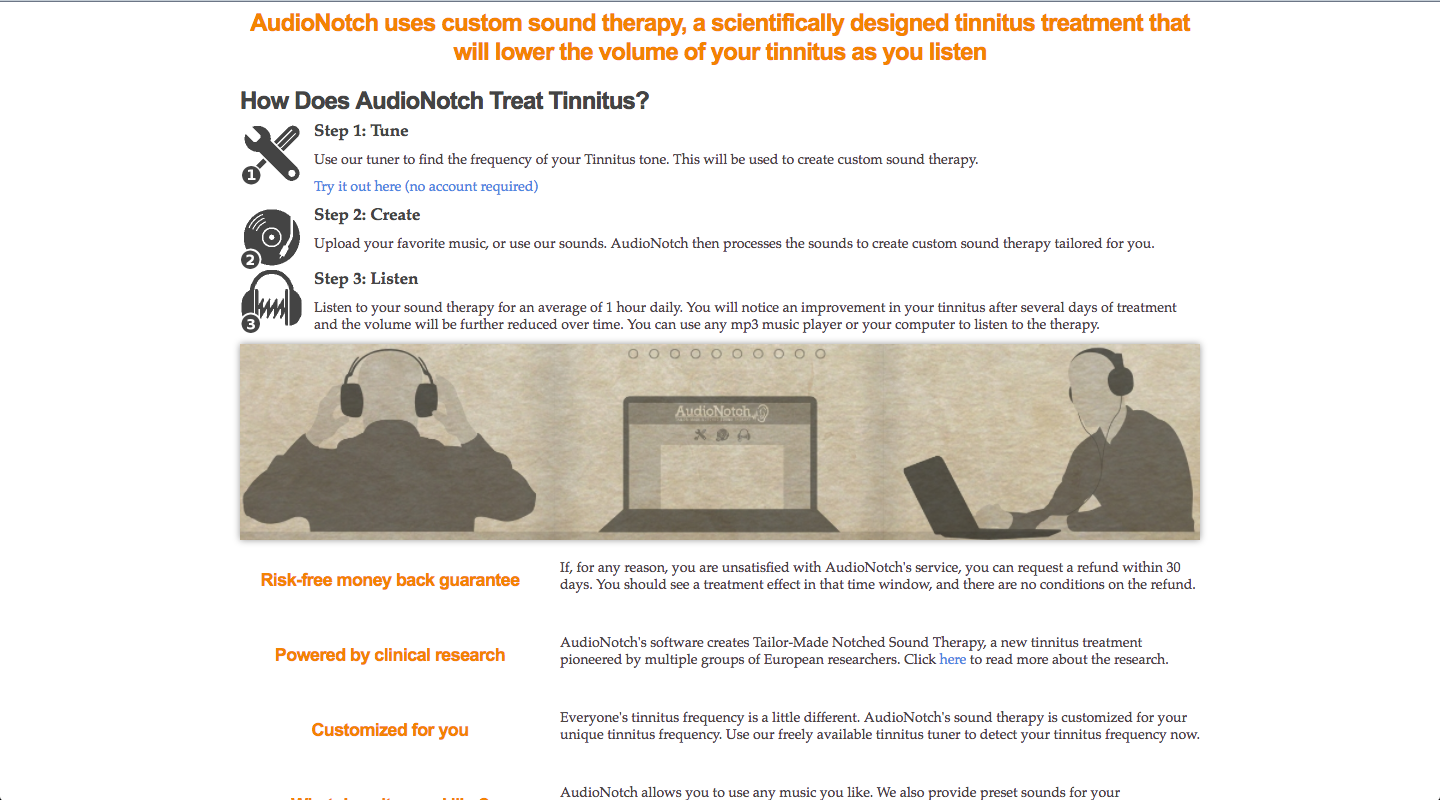 AudioNotch uses custom sound therapy, a scientifically designed tinnitus treatment that
will lower the volume of your tinnitus as you listen
How Does AudioNotch Treat Tinnitus?
Step 1: Tune
1
Use our tuner to find the frequency of your Tinnitus tone. This will be used to create custom sound therapy.
Try it out here (no account required)
Step 2: Create
2
Upload your favorite music, or use our sounds. AudioNotch then processes the sounds to create custom sound therapy tailored for you.
Step 3: Listen
3
Listen to your sound therapy for an average of 1 hour daily. You will notice an improvement in your tinnitus after several days of treatment
and the volume will be further reduced over time. You can use any mp3 music player or your computer to listen to the therapy.
AudioNotch
Risk-free money back guarantee
If, for any reason, you are unsatisfied with AudioNotch's service, you can request a refund within 30
days. You should see a treatment effect in that time window, and there are no conditions on the refund.
Powered by clinical research
AudioNotch's software creates Tailor-Made Notched Sound Therapy, a new tinnitus treatment
pioneered by multiple groups of European researchers. Click here to read more about the research.
Customized for you
Everyone's tinnitus frequency is a little different. AudioNotch's sound therapy is customized for your
unique tinnitus frequency. Use our freely available tinnitus tuner to detect your tinnitus frequency now.
AudioNotch allows you to use any music you like. We also provide preset sounds for your